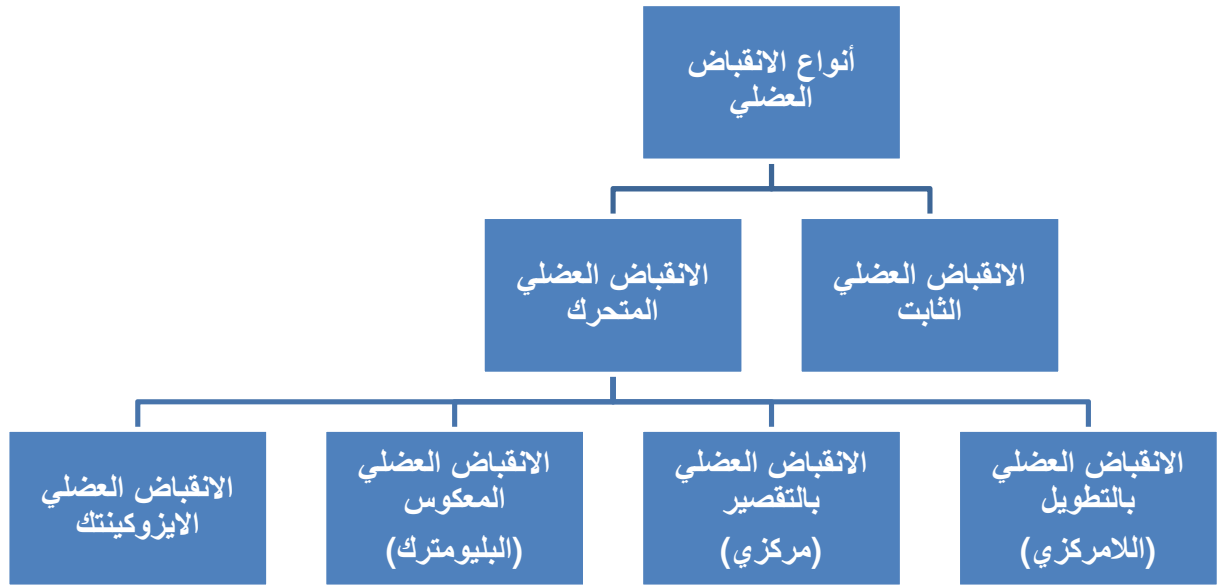 أنواع الانقباض
العضلي
الانقباض العضلي
الثابت
الانقباض العضلي
المتحرك
الانقباض العضلي
بالتطويل
(اللامركزي)
الانقباض العضلي
بالتقصير
(مركزي)
الانقباض العضلي
المعكوس
(البليومترك)
الانقباض العضلي
الايزوكينتك